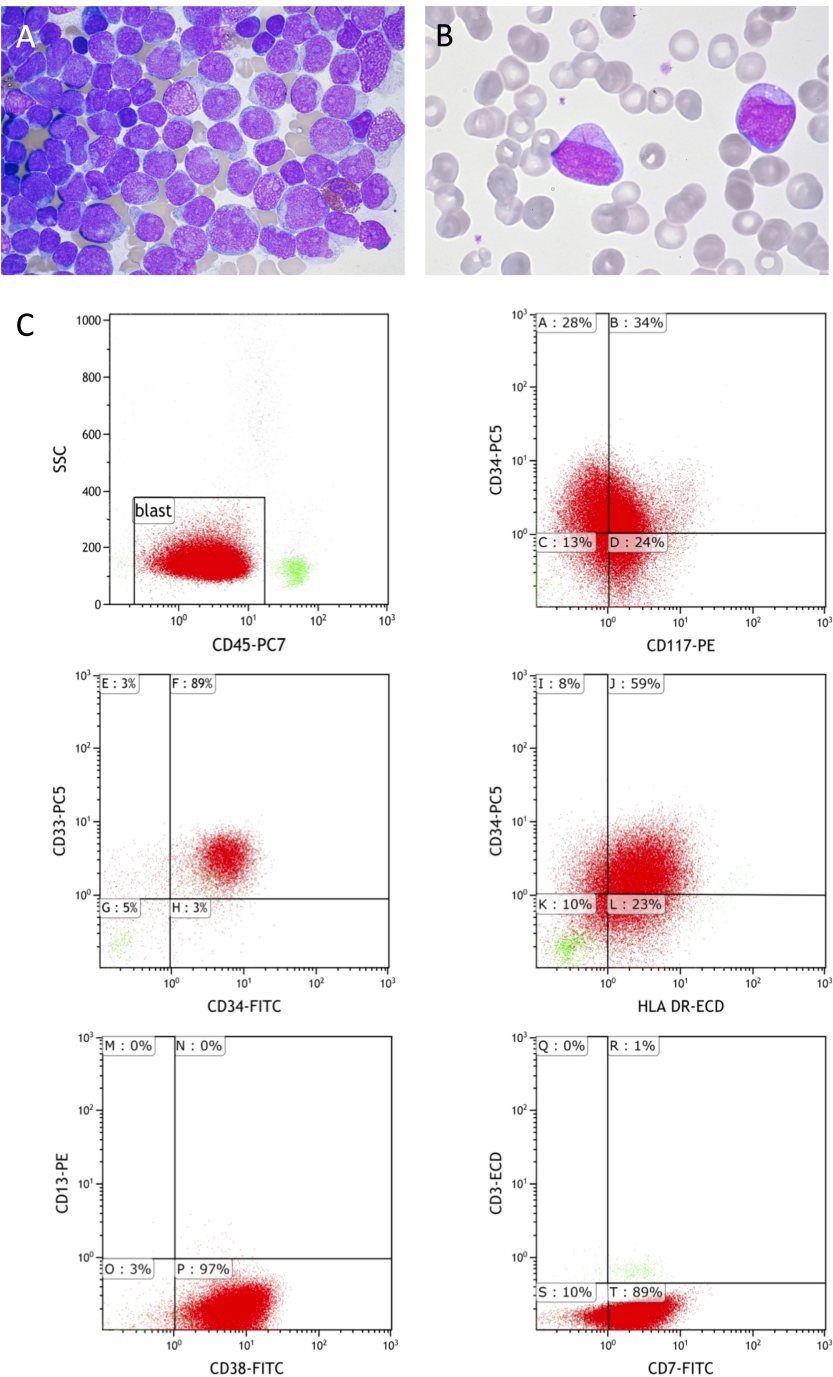 A
B
C
1000
800
600
400
200
0
SSC
blast
10⁰
10¹
10²
10³
CD45-PC7
10³
10²
10¹
10⁰
CD34-PC5
A : 28%
B : 34%
C : 13%
D : 24%
10⁰
10¹
10²
10³
CD117-PE
10³
10²
10¹
10⁰
CD33-PC5
E : 3%
F : 89%
G : 5%
H : 3%
10⁰
10¹
10²
10³
CD34-FITC
10³
10²
10¹
10⁰
CD34-PC5
I : 8%
J : 59%
K : 10%
L : 23%
10⁰
10¹
10²
10³
HLA DR-ECD
10³
10²
10¹
10⁰
CD13-PE
M : 0%
N : 0%
O : 3%
P : 97%
10⁰
10¹
10²
10³
CD38-FITC
10³
10²
10¹
10⁰
CD3-ECD
Q : 0%
R : 1%
S : 10%
T : 89%
10⁰
10¹
10²
10³
CD7-FITC